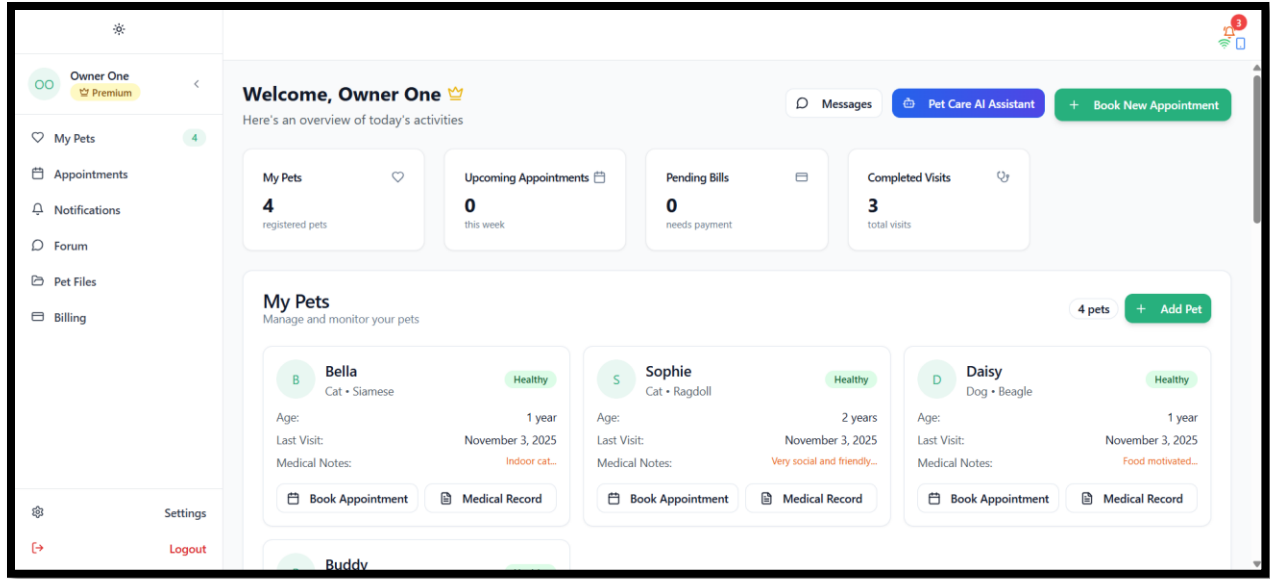 3
OO
Owner One
Premium
My Pets 4
Appointments
Notifications
Forum
Pet Files
Billing
Settings
Logout
Welcome, Owner One
Here's an overview of today's activities
Messages
Pet Care AI Assistant
+ Book New Appointment
My Pets
4
registered pets
Upcoming Appointments
0
this week
Pending Bills
0
needs payment
Completed Visits
3
total visits
My Pets
Manage and monitor your pets
4 pets
+ Add Pet
B
Bella
Cat • Siamese
Healthy
Age: 1 year
Last Visit: November 3, 2025
Medical Notes: Indoor cat...
Book Appointment
Medical Record
S
Sophie
Cat • Ragdoll
Healthy
Age: 2 years
Last Visit: November 3, 2025
Medical Notes: Very social and friendly...
Book Appointment
Medical Record
D
Daisy
Dog • Beagle
Healthy
Age: 1 year
Last Visit: November 3, 2025
Medical Notes: Food motivated...
Book Appointment
Medical Record
Buddy